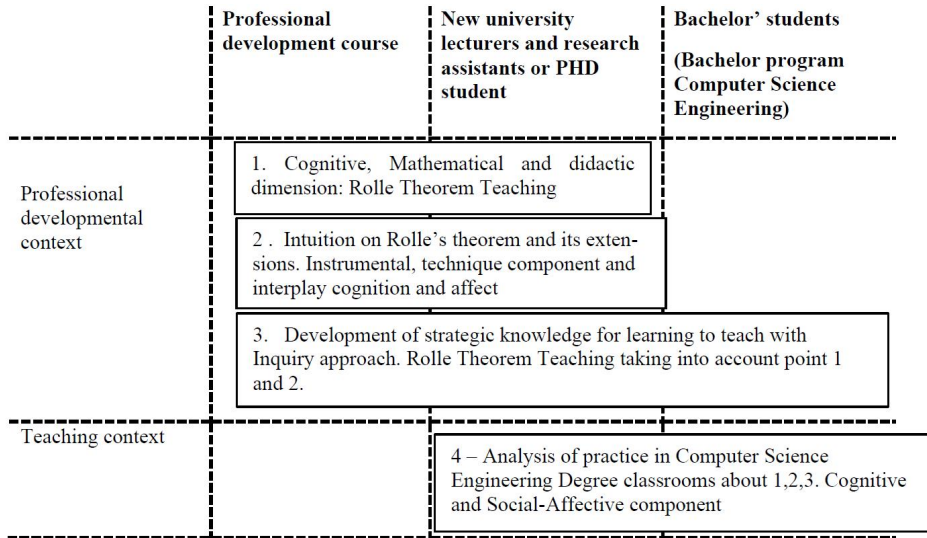 Professional
development course
New university
lecturers and research
assistants or PHD
student
Bachelor’ students
(Bachelor program
Computer Science
Engineering)
Professional
developmental
context
1. Cognitive, Mathematical and didactic
dimension: Rolle Theorem Teaching
2 . Intuition on Rolle’s theorem and its exten-
sions. Instrumental, technique component and
interplay cognition and affect
3. Development of strategic knowledge for learning to teach with
Inquiry approach. Rolle Theorem Teaching taking into account point 1
and 2.
Teaching context
4 – Analysis of practice in Computer Science
Engineering Degree classrooms about 1,2,3. Cognitive
and Social-Affective component